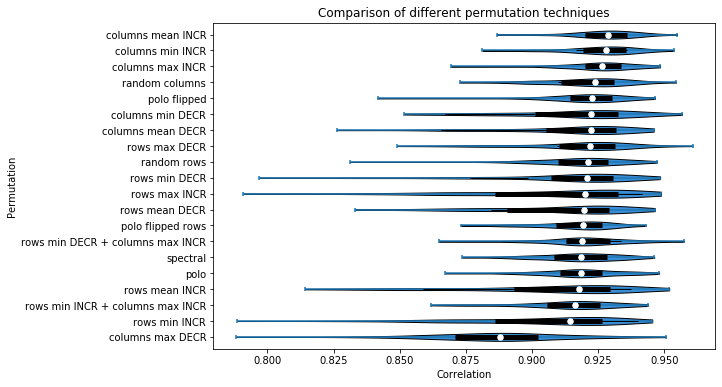 Comparison of different permutation techniques
Permutation
columns mean INCR
columns min INCR
columns max INCR
random columns
polo flipped
columns min DECR
columns mean DECR
rows max DECR
random rows
rows min DECR
rows max INCR
rows mean DECR
polo flipped rows
rows min DECR + columns max INCR
spectral
polo
rows mean INCR
rows min INCR + columns max INCR
rows min INCR
columns max DECR
0.800 0.825 0.850 0.875 0.900 0.925 0.950
Correlation